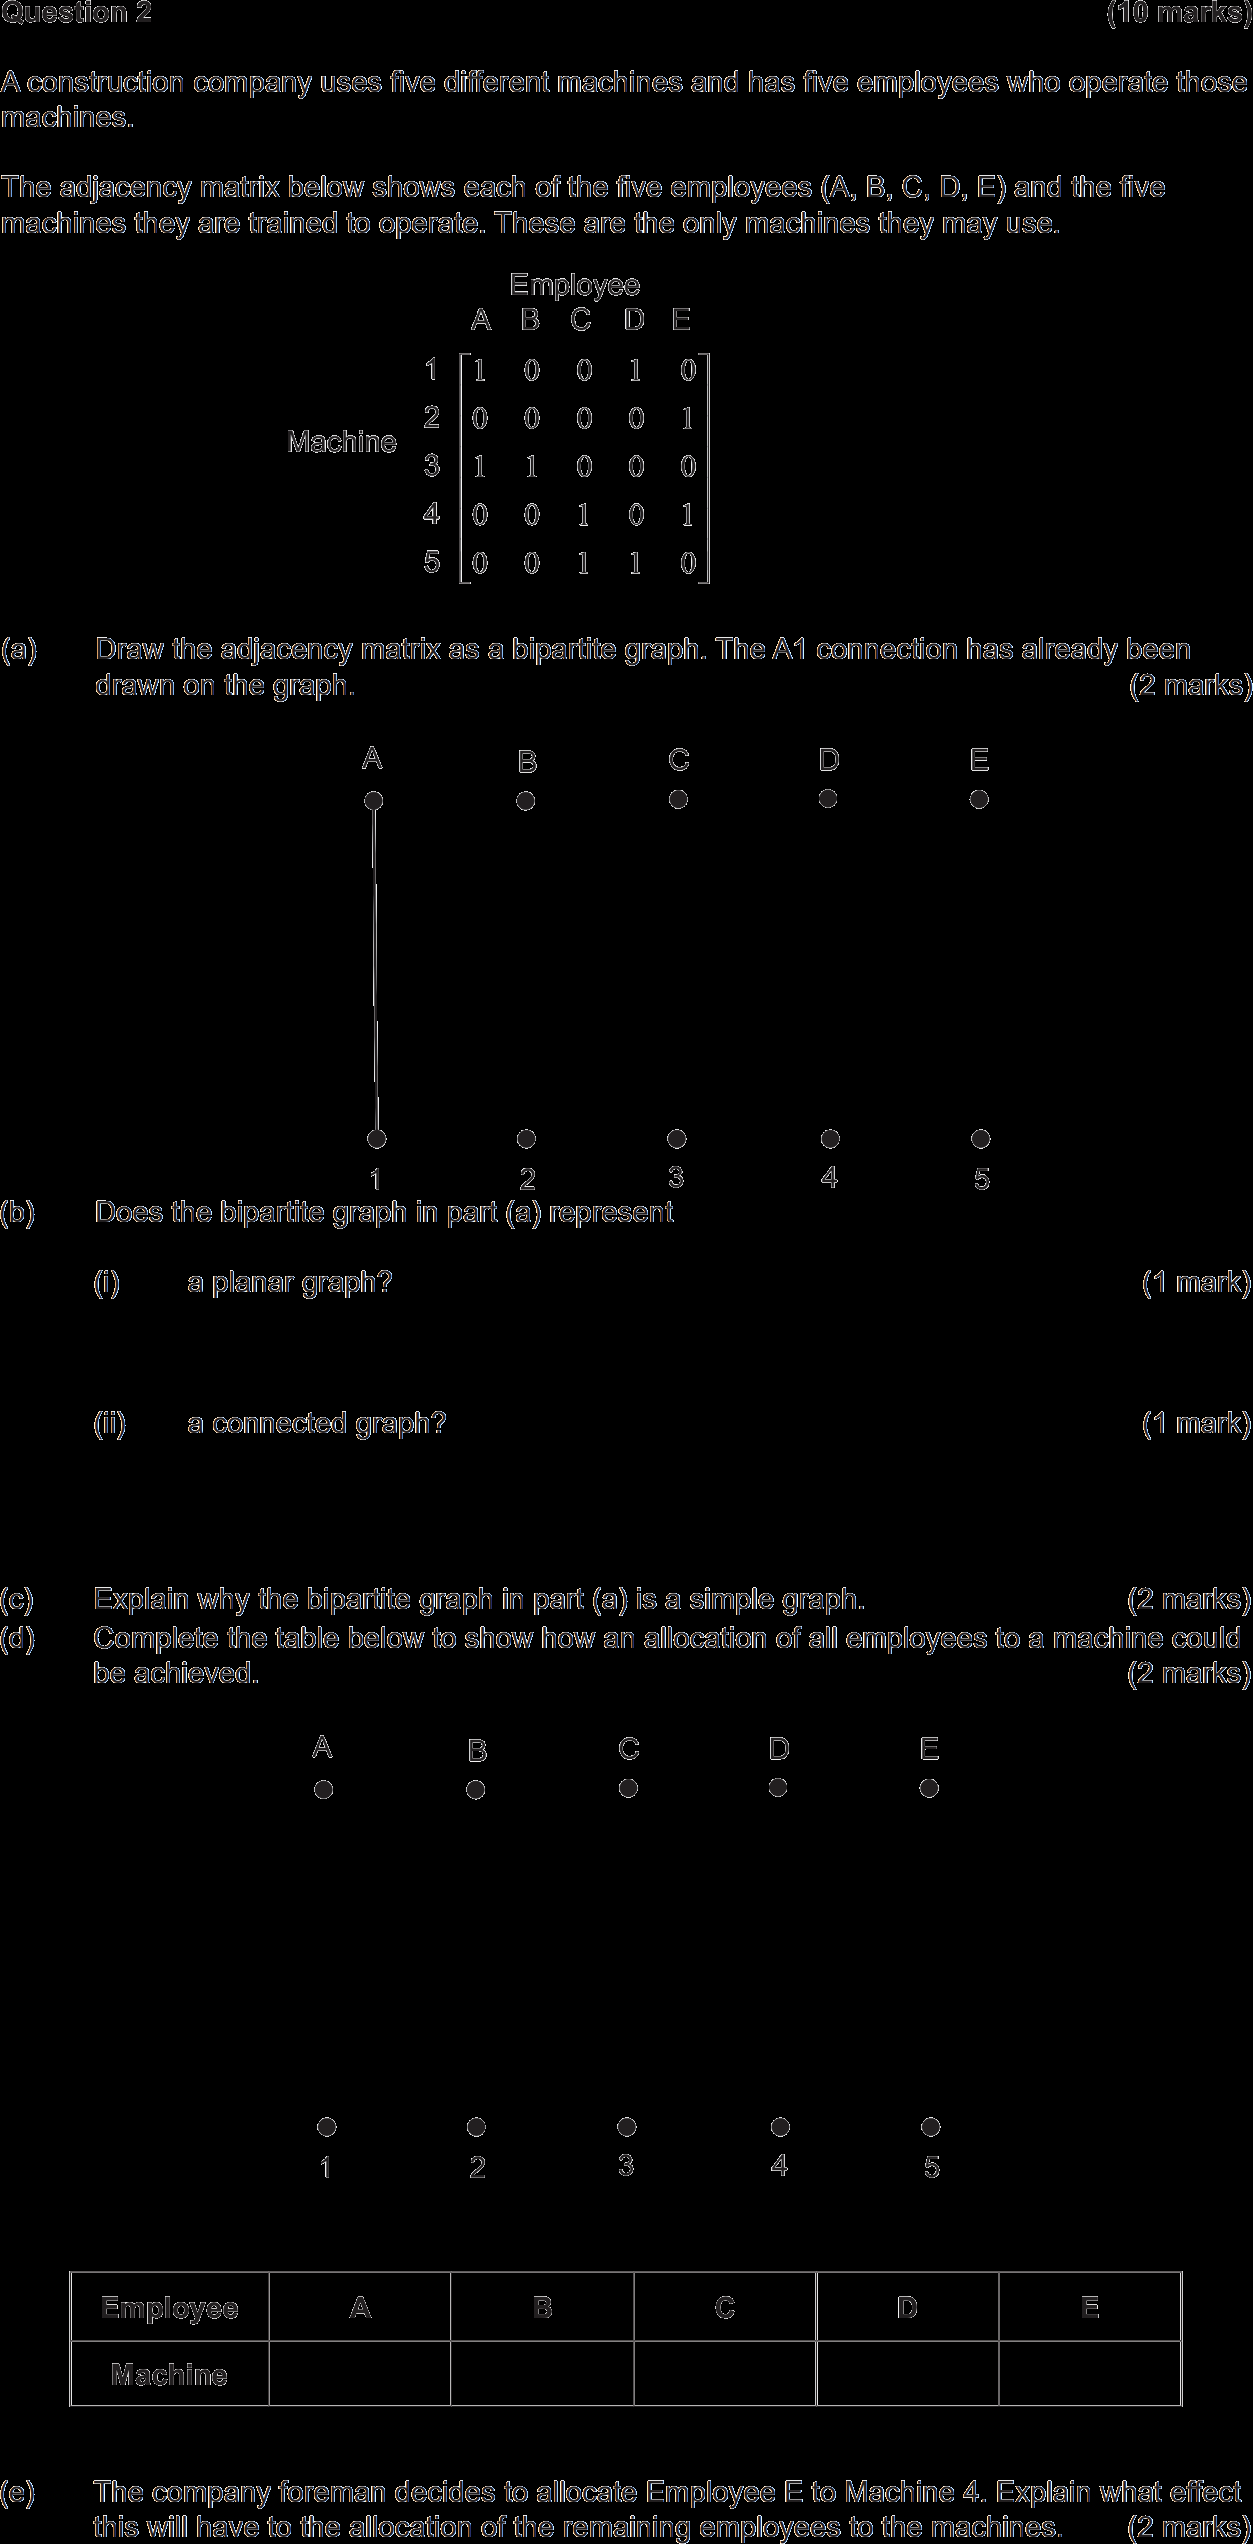 Question 2 (10 marks)
A construction company uses five different machines and has five employees who operate those
machines.
The adjacency matrix below shows each of the five employees (A, B, C, D, E) and the five
machines they are trained to operate. These are the only machines they may use.
Employee
A B C D E
1 1 0 0 1 0
2 0 0 0 0 1
Machine
3 1 1 0 0 0
4 0 0 1 0 1
5 0 0 1 1 0
(a) Draw the adjacency matrix as a bipartite graph. The A1 connection has already been
drawn on the graph. (2 marks)
A B C D E
1 2 3 4 5
(b) Does the bipartite graph in part (a) represent
(i) a planar graph? (1 mark)
(ii) a connected graph? (1 mark)
(c) Explain why the bipartite graph in part (a) is a simple graph. (2 marks)
(d) Complete the table below to show how an allocation of all employees to a machine could
be achieved. (2 marks)
A B C D E
1 2 3 4 5
Employee A B C D E
Machine
(e) The company foreman decides to allocate Employee E to Machine 4. Explain what effect
this will have to the allocation of the remaining employees to the machines. (2 marks)